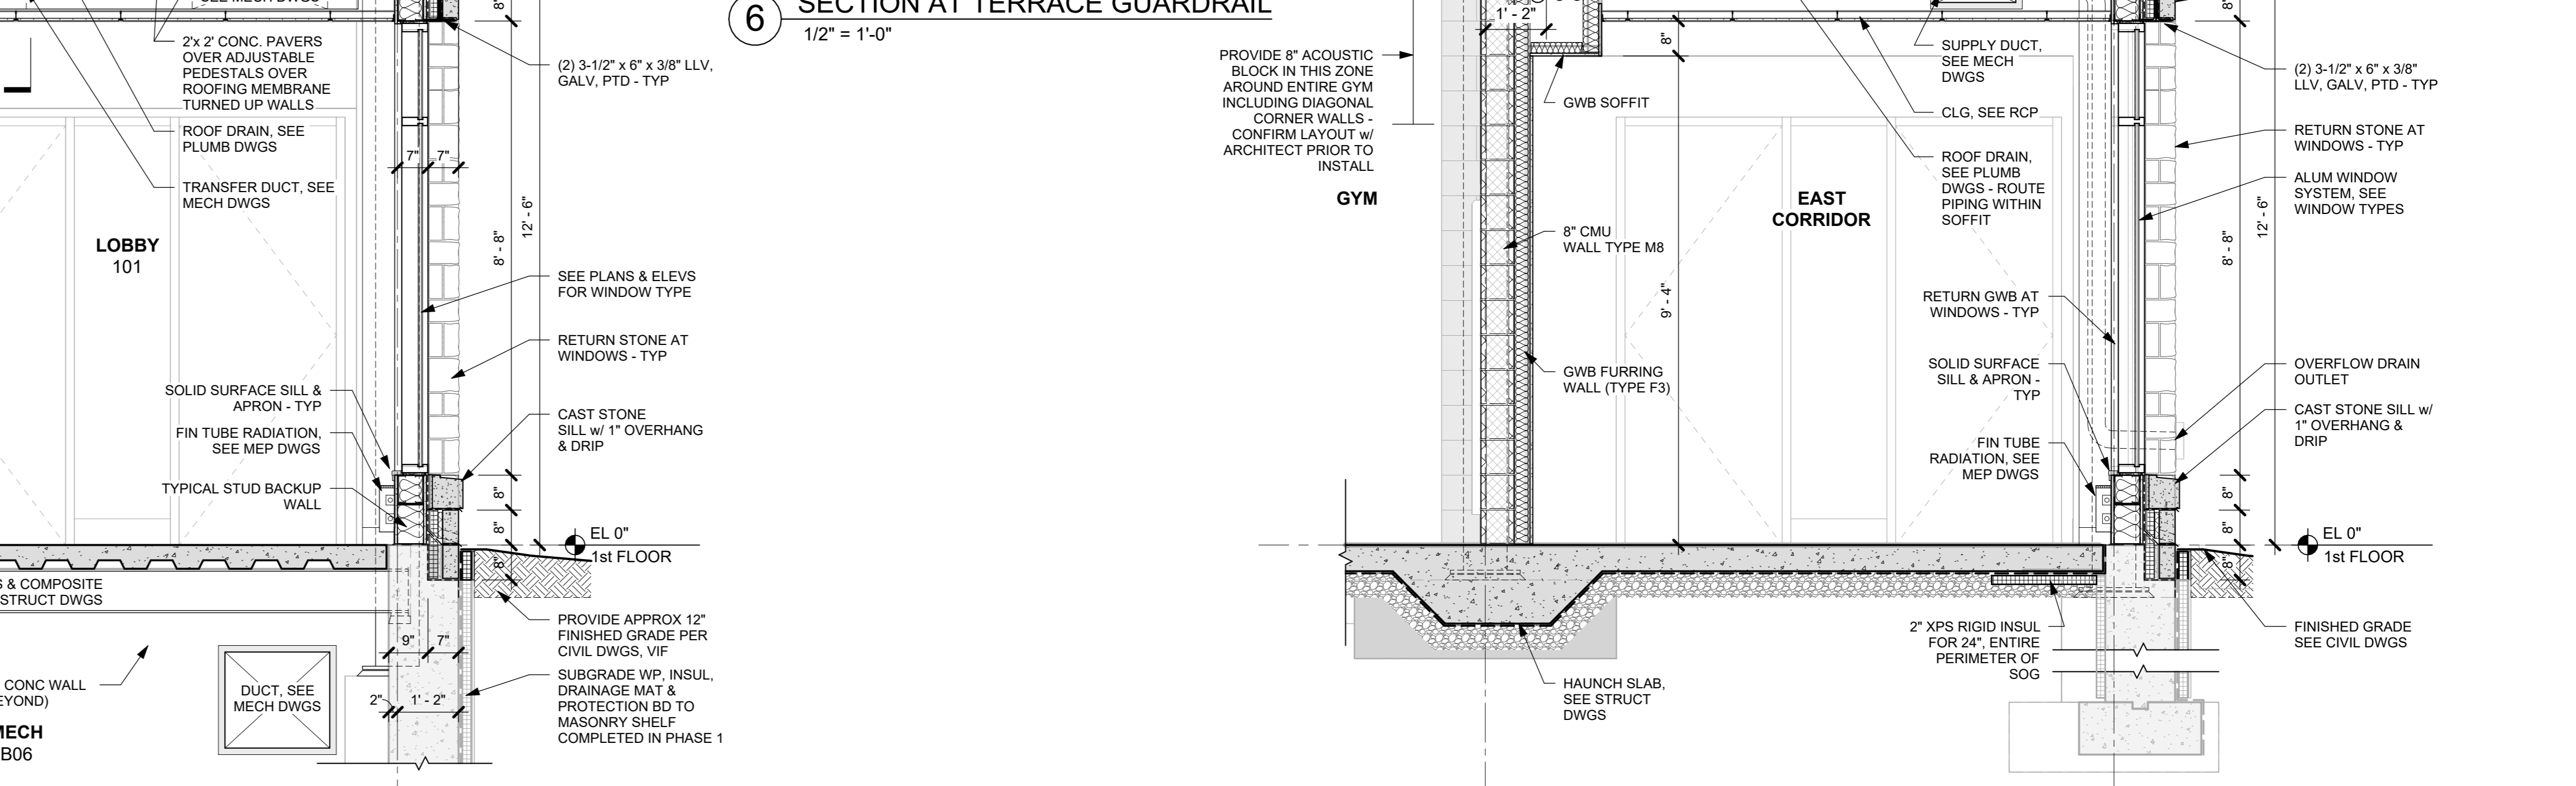 SEE MECH DWGS
2'x 2' CONC. PAVERS
OVER ADJUSTABLE
PEDESTALS OVER
ROOFING MEMBRANE
TURNED UP WALLS
ROOF DRAIN, SEE
PLUMB DWGS
TRANSFER DUCT, SEE
MECH DWGS
LOBBY
101
SOLID SURFACE SILL &
APRON - TYP
FIN TUBE RADIATION,
SEE MEP DWGS
TYPICAL STUD BACKUP
WALL
& COMPOSITE
STRUCT DWGS
CONC WALL
MECH
B06
DUCT, SEE
MECH DWGS
7"
7"
9"
7"
2"
1' - 2"
8"
8' - 8"
12' - 6"
8"
8"
8"
(2) 3-1/2" x 6" x 3/8" LLV,
GALV, PTD - TYP
SEE PLANS & ELEVS
FOR WINDOW TYPE
RETURN STONE AT
WINDOWS - TYP
CAST STONE
SILL w/ 1" OVERHANG
& DRIP
EL 0"
1st FLOOR
PROVIDE APPROX 12"
FINISHED GRADE PER
CIVIL DWGS, VIF
SUBGRADE WP, INSUL,
DRAINAGE MAT &
PROTECTION BD TO
MASONRY SHELF
COMPLETED IN PHASE 1
6
SECTION AT TERRACE GUARDRAIL
1/2" = 1'-0"
PROVIDE 8" ACOUSTIC
BLOCK IN THIS ZONE
AROUND ENTIRE GYM
INCLUDING DIAGONAL
CORNER WALLS -
CONFIRM LAYOUT w/
ARCHITECT PRIOR TO
INSTALL
GYM
1' - 2"
8"
GWB SOFFIT
8" CMU
WALL TYPE M8
9' - 4"
GWB FURRING
WALL (TYPE F3)
HAUNCH SLAB,
SEE STRUCT
DWGS
EAST
CORRIDOR
SUPPLY DUCT,
SEE MECH
DWGS
CLG, SEE RCP
ROOF DRAIN,
SEE PLUMB
DWGS - ROUTE
PIPING WITHIN
SOFFIT
RETURN GWB AT
WINDOWS - TYP
SOLID SURFACE
SILL & APRON -
TYP
FIN TUBE
RADIATION, SEE
MEP DWGS
2" XPS RIGID INSUL
FOR 24", ENTIRE
PERIMETER OF
SOG
8"
8' - 8"
12' - 6"
8"
8"
8"
(2) 3-1/2" x 6" x 3/8"
LLV, GALV, PTD - TYP
RETURN STONE AT
WINDOWS - TYP
ALUM WINDOW
SYSTEM, SEE
WINDOW TYPES
OVERFLOW DRAIN
OUTLET
CAST STONE SILL w/
1" OVERHANG &
DRIP
EL 0"
1st FLOOR
FINISHED GRADE
SEE CIVIL DWGS